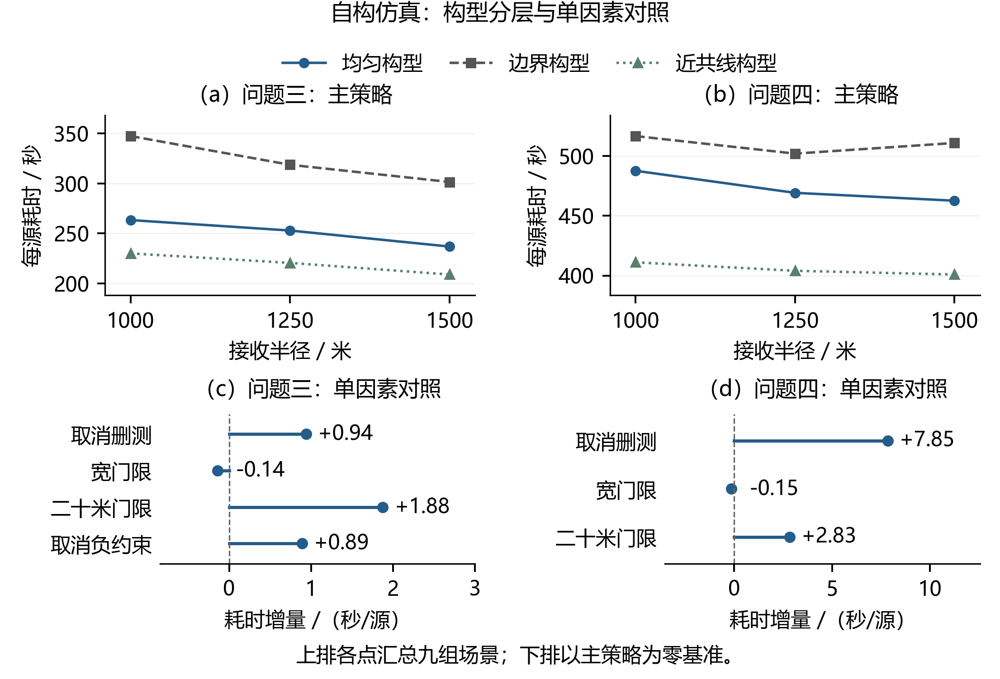 自构仿真：构型分层与单因素对照
均匀构型 边界构型 近共线构型
（a）问题三：主策略
每源耗时 / 秒
350
300
250
200
1000 1250 1500
接收半径 / 米
（b）问题四：主策略
每源耗时 / 秒
500
450
400
1000 1250 1500
接收半径 / 米
（c）问题三：单因素对照
取消删测 +0.94
宽门限 -0.14
二十米门限 +1.88
取消负约束 +0.89
0 1 2 3
耗时增量 /（秒/源）
（d）问题四：单因素对照
取消删测 +7.85
宽门限 -0.15
二十米门限 +2.83
0 5 10
耗时增量 /（秒/源）
上排各点汇总九组场景；下排以主策略为零基准。